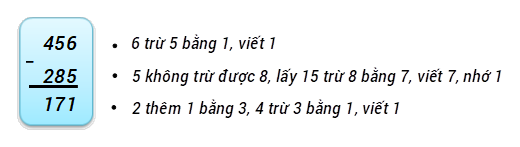 456
-
285
171
• 6 trừ 5 bằng 1, viết 1
• 5 không trừ được 8, lấy 15 trừ 8 bằng 7, viết 7, nhớ 1
• 2 thêm 1 bằng 3, 4 trừ 3 bằng 1, viết 1